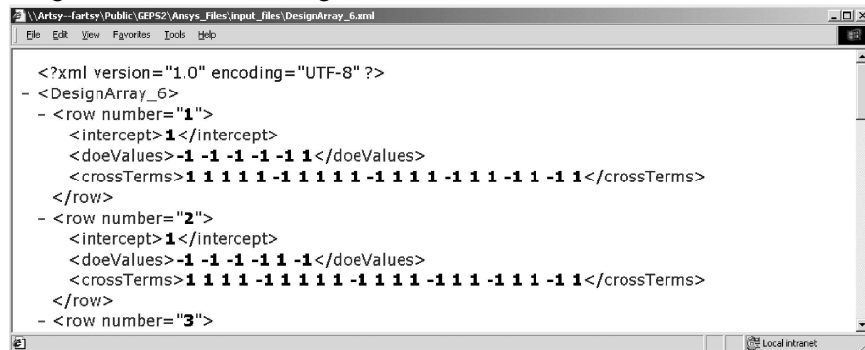 \\Artsy--fartsy\Public\GEPS2\Ansys_Files\input_files\DesignArray_6.xml
File Edit View Favorites Tools Help
<?xml version="1.0" encoding="UTF-8" ?>
- <DesignArray_6>
- <row number="1">
<intercept>1</intercept>
<doeValues>-1 -1 -1 -1 -1 1</doeValues>
<crossTerms>1 1 1 1 1 -1 1 1 1 1 -1 1 1 1 -1 1 1 -1 1 -1 1</crossTerms>
</row>
- <row number="2">
<intercept>1</intercept>
<doeValues>-1 -1 -1 -1 1 -1</doeValues>
<crossTerms>1 1 1 1 -1 1 1 1 1 -1 1 1 1 -1 1 1 -1 1 1 -1 1</crossTerms>
</row>
- <row number="3">
Local intranet